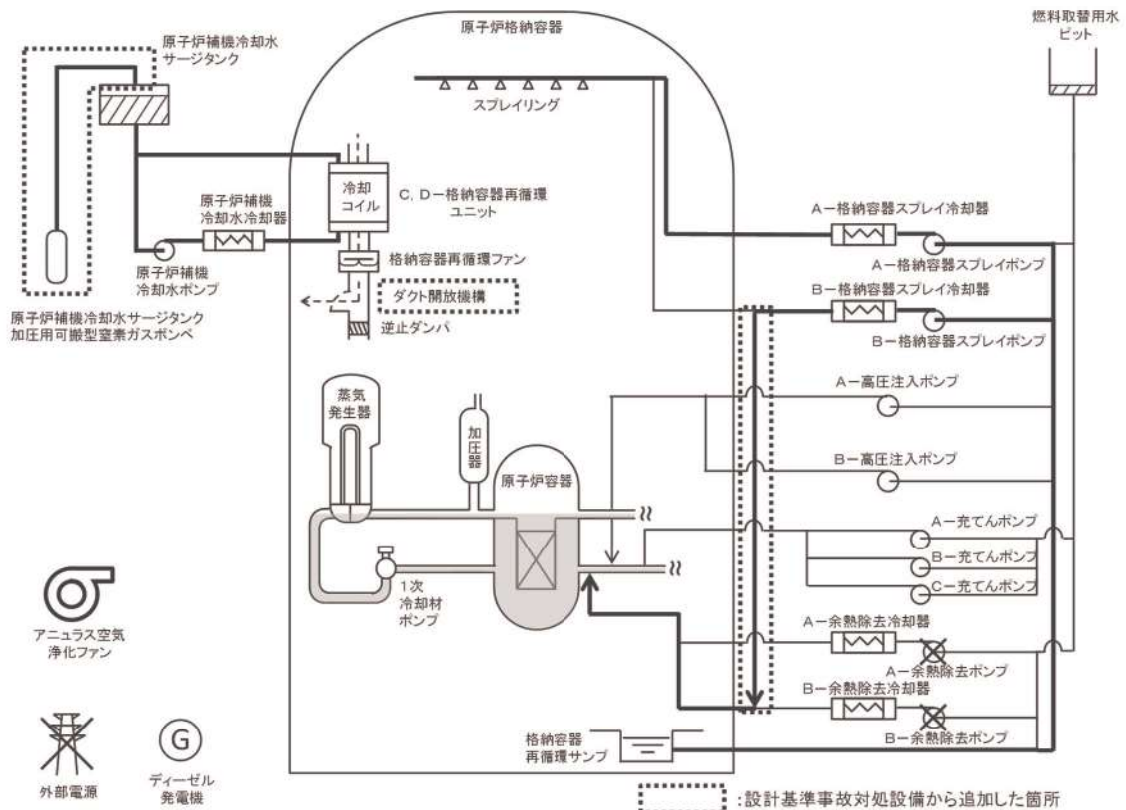 原子炉格納容器
燃料取替用水
ピット
原子炉補機冷却水
サージタンク
スプレイリング
冷却
コイル
C,D－格納容器再循環
ユニット
原子炉補機
冷却水冷却器
格納容器再循環ファン
原子炉補機
冷却水ポンプ
ダクト開放機構
逆止ダンパ
原子炉補機冷却水サージタンク
加圧用可搬型窒素ガスボンベ
A－格納容器スプレイ冷却器
A－格納容器スプレイポンプ
B－格納容器スプレイ冷却器
B－格納容器スプレイポンプ
A－高圧注入ポンプ
B－高圧注入ポンプ
蒸気
発生器
加圧器
原子炉容器
1次
冷却材
ポンプ
A－充てんポンプ
B－充てんポンプ
C－充てんポンプ
A－余熱除去冷却器
A－余熱除去ポンプ
B－余熱除去冷却器
B－余熱除去ポンプ
格納容器
再循環サンプ
アニュラス空気
浄化ファン
外部電源
G
ディーゼル
発電機
：設計基準事故対処設備から追加した箇所